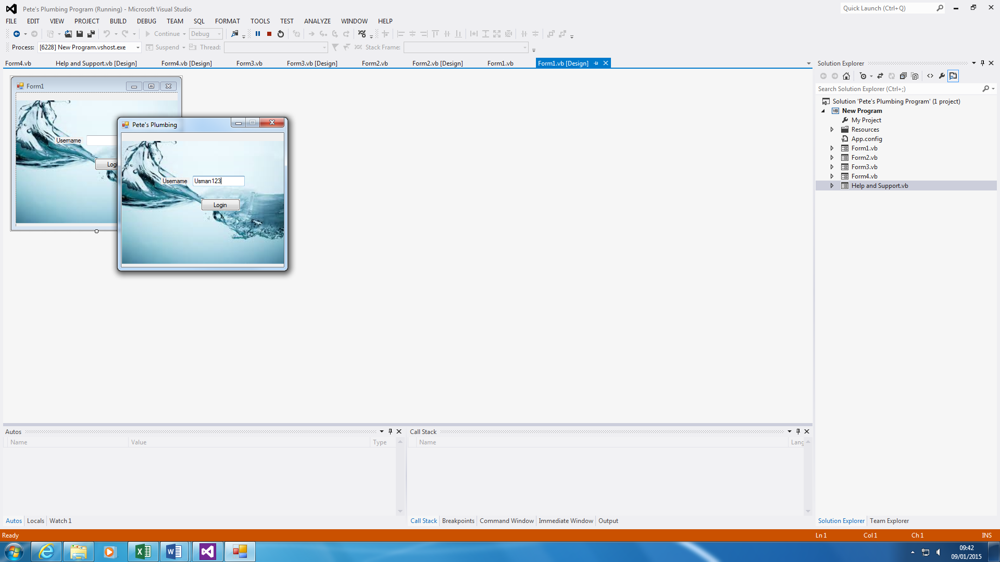 Pete's Plumbing Program (Running) - Microsoft Visual Studio
Quick Launch (Ctrl+Q)
FILE EDIT VIEW PROJECT BUILD DEBUG TEAM SQL FORMAT TOOLS TEST ANALYZE WINDOW HELP
Continue Debug
Process: [6228] New Program.vshost.exe Suspend Thread: Stack Frame:
Form4.vb Help and Support.vb [Design] Form4.vb [Design] Form3.vb Form3.vb [Design] Form2.vb Form2.vb [Design] Form1.vb Form1.vb [Design]
Form1
Username
Logi
Pete's Plumbing
Username Usman123
Login
Solution Explorer
Search Solution Explorer (Ctrl+;)
Solution 'Pete's Plumbing Program' (1 project)
VB New Program
My Project
Resources
App.config
Form1.vb
Form2.vb
Form3.vb
Form4.vb
Help and Support.vb
Autos
Name Value Type
Autos Locals Watch 1
Call Stack
Name Lang
Call Stack Breakpoints Command Window Immediate Window Output
Solution Explorer Team Explorer
Ready Ln 1 Col 1 Ch 1 INS
09:42
09/01/2015